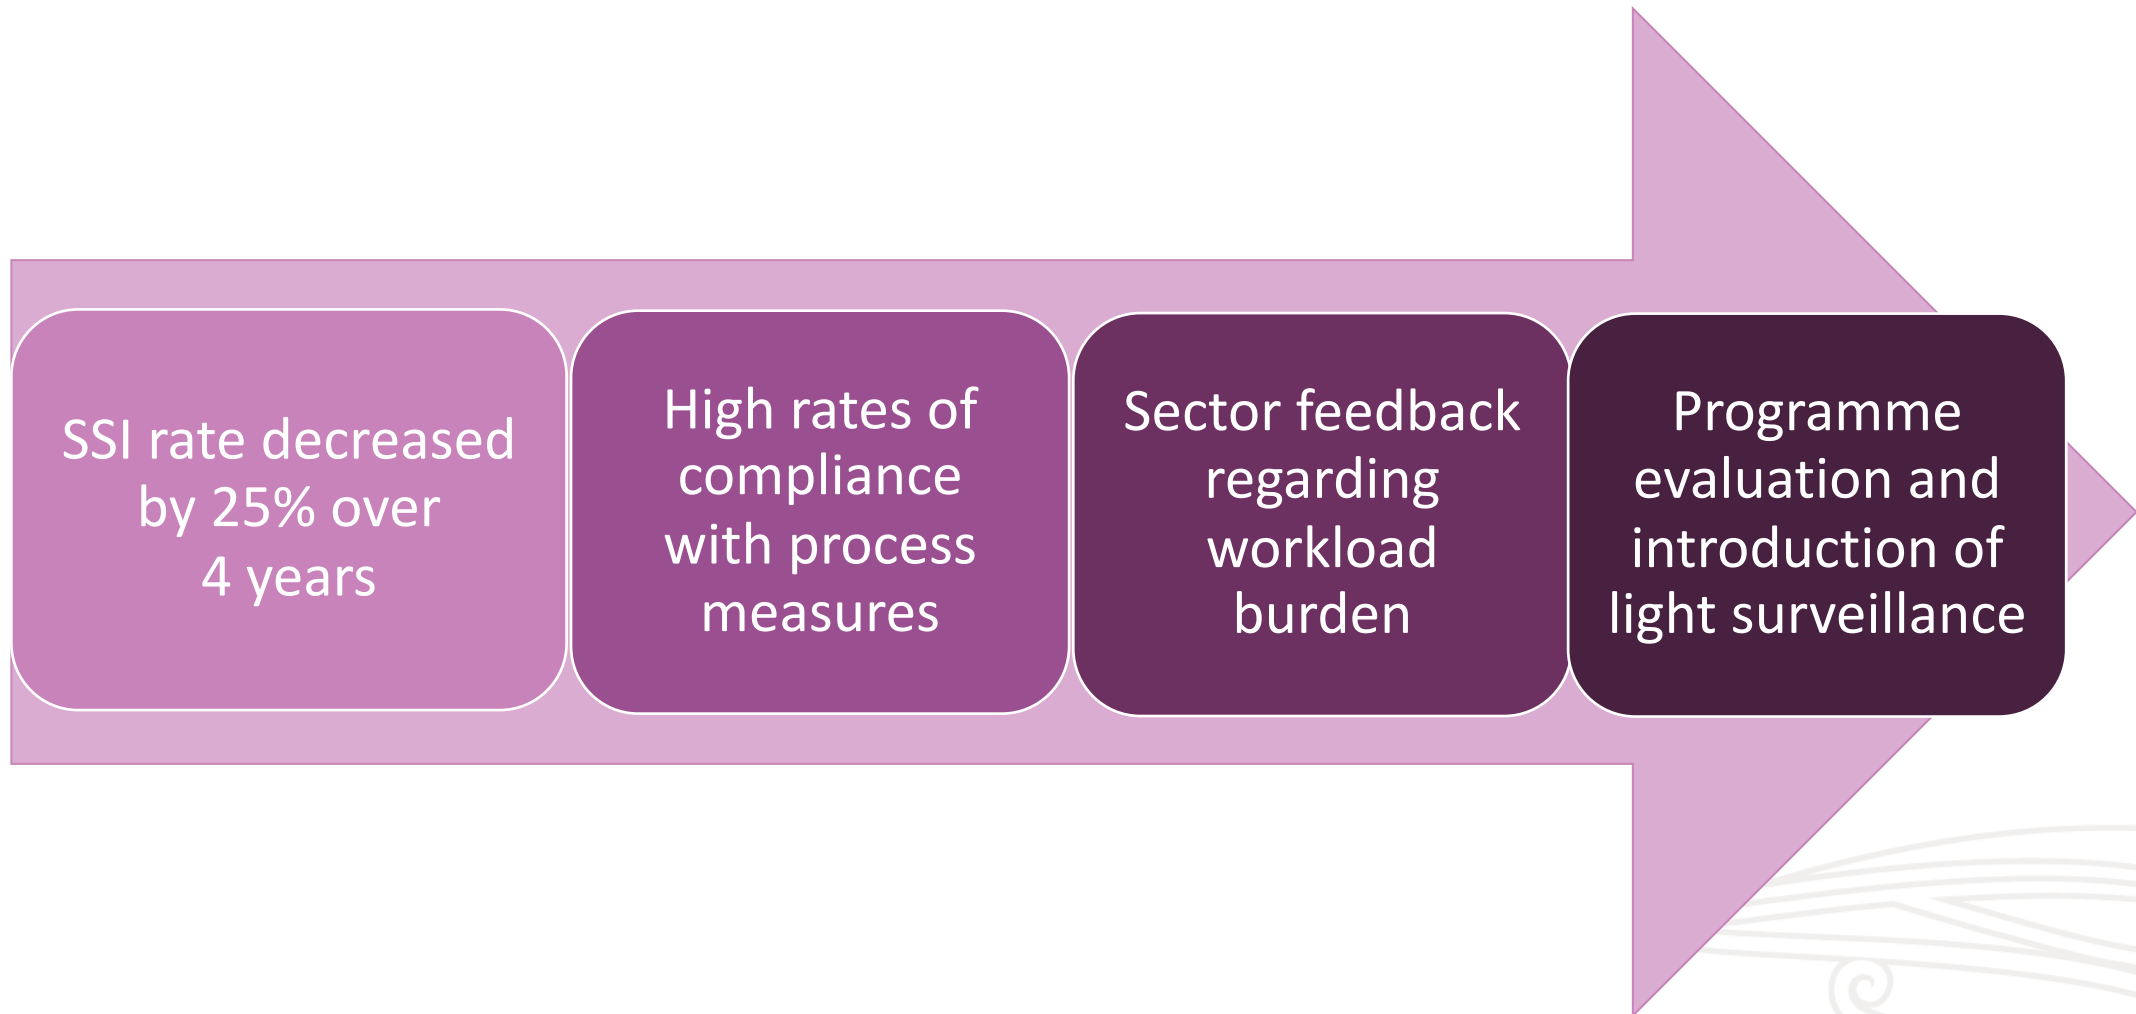 SSI rate decreased
by 25% over
4 years
High rates of
compliance
with process
measures
Sector feedback
regarding
workload
burden
Programme
evaluation and
introduction of
light surveillance